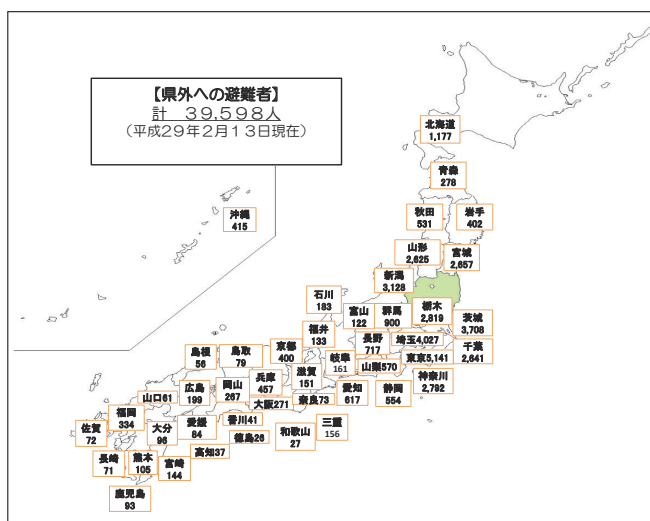 【県外への避難者】
計 39,598人
(平成29年2月13日現在)
北海道
1,177
青森
278
秋田
531
岩手
402
沖縄
415
山形
2,625
宮城
2,657
新潟
3,128
石川
183
富山
122
群馬
900
栃木
2,819
茨城
3,708
福井
133
長野
717
埼玉4,027
千葉
2,641
島根
56
鳥取
79
京都
400
滋賀
151
岐阜
161
山梨570
東京5,141
神奈川
2,792
広島
199
岡山
267
兵庫
457
大阪271
奈良73
愛知
617
静岡
554
山口61
福岡
334
佐賀
72
大分
96
愛媛
84
香川41
徳島26
和歌山
27
三重
156
高知37
長崎
71
熊本
105
宮崎
144
鹿児島
93